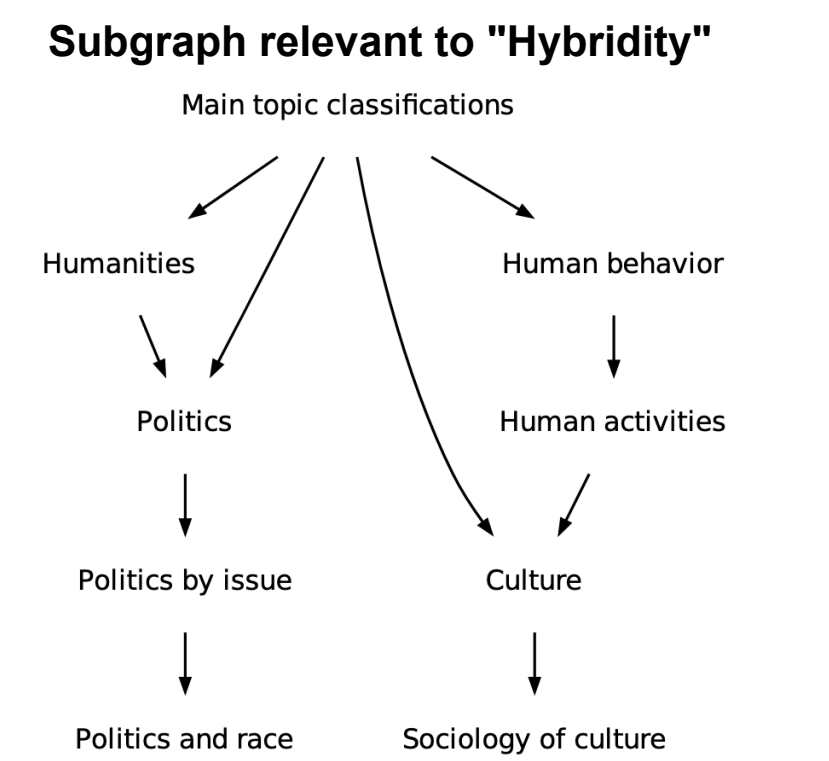 Subgraph relevant to "Hybridity"
Main topic classifications
Humanities
Human behavior
Politics
Human activities
Politics by issue
Culture
Politics and race
Sociology of culture